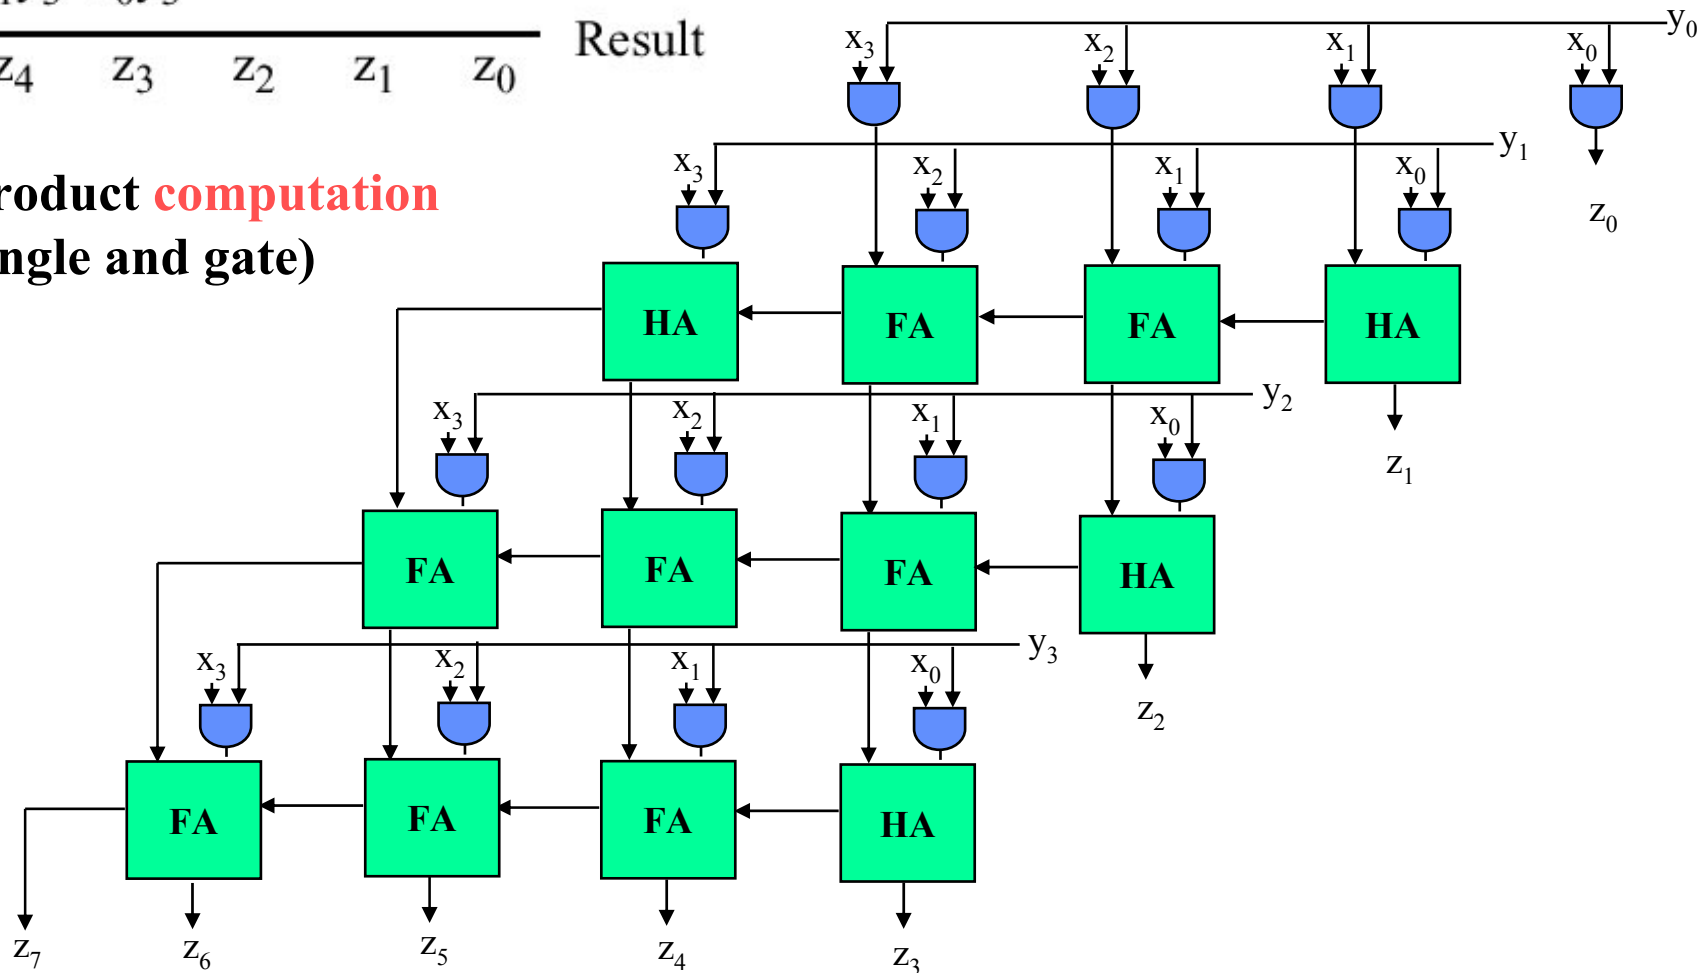 Result
z4 z3 z2 z1 z0
roduct computation
ngle and gate)
y0
x3 x2 x1 x0
y1
x3 x2 x1 x0
z0
HA FA FA HA
y2
x3 x2 x1 x0
z1
FA FA FA HA
y3
x3 x2 x1 x0
z2
FA FA FA HA
z7 z6 z5 z4 z3